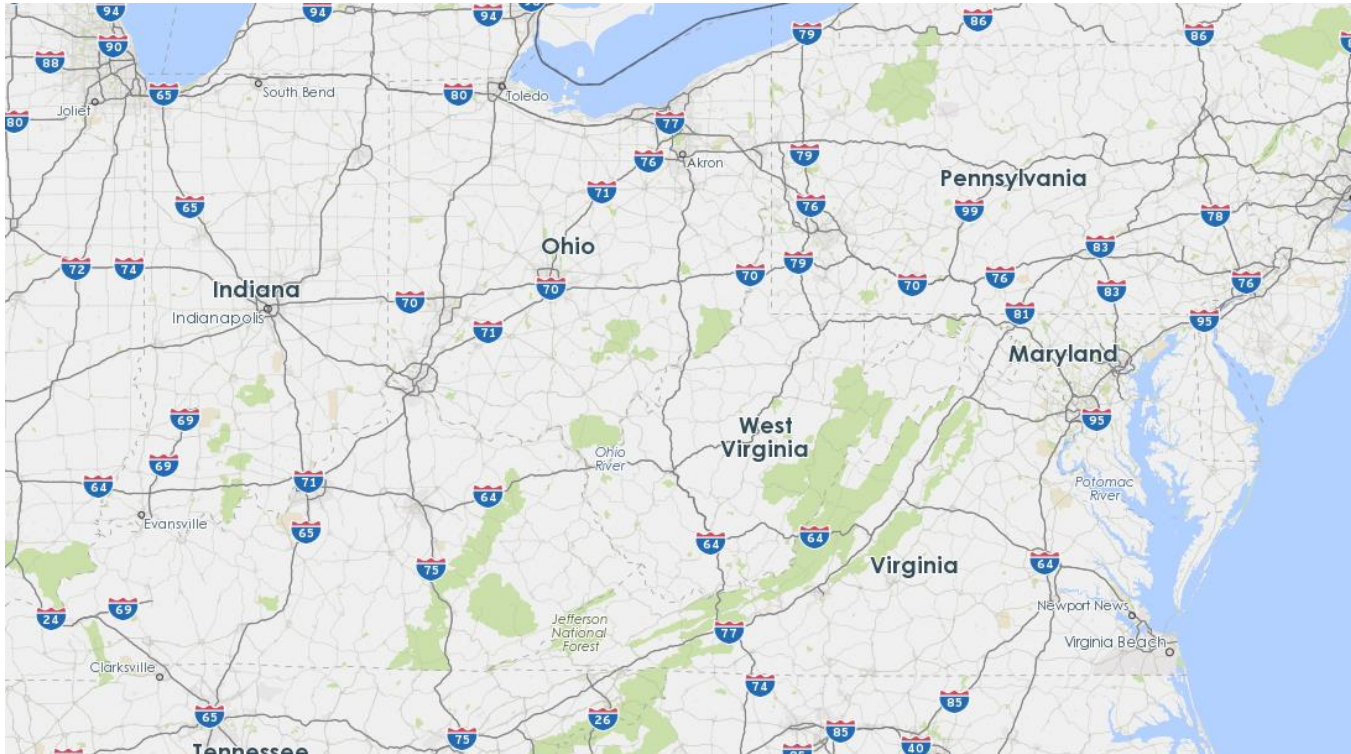 94
94
94
79
86
86
90
88
65
South Bend
80
Toledo
Joliet
80
77
76
Akron
79
Pennsylvania
71
65
76
99
78
Ohio
83
72
74
79
70
70
76
76
Indiana
70
83
70
Indianapolis
81
95
71
Maryland
69
95
West
Virginia
Ohio
River
69
64
71
64
Potomac
River
Evansville
65
64
64
Virginia
64
75
69
24
Newport News
Jefferson
National
Forest
77
Virginia Beach
Clarksville
74
85
65
26
75
85
40
Tennessee